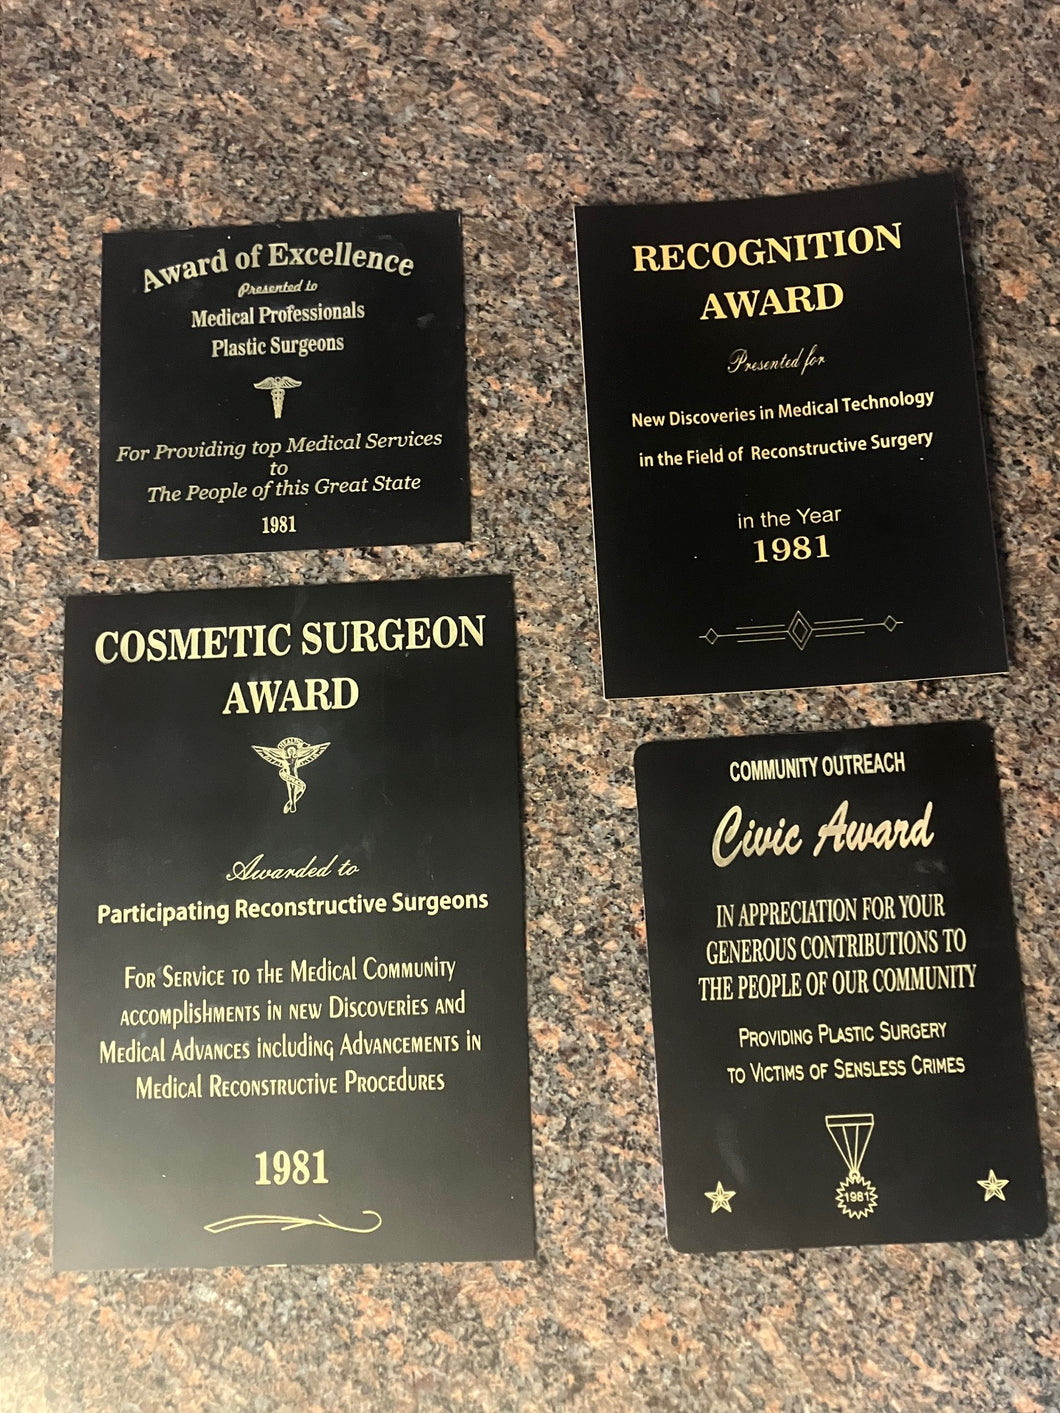 Award of Excellence
Presented to
Medical Professionals
Plastic Surgeons
For Providing top Medical Services
to
The People of this Great State
1981
RECOGNITION
AWARD
Presented for
New Discoveries in Medical Technology
in the Field of Reconstructive Surgery
in the Year
1981
COSMETIC SURGEON
AWARD
Awarded to
Participating Reconstructive Surgeons
For Service to the Medical Community
accomplishments in new Discoveries and
Medical Advances including Advancements in
Medical Reconstructive Procedures
1981
COMMUNITY OUTREACH
Civic Award
IN APPRECIATION FOR YOUR
GENEROUS CONTRIBUTIONS TO
THE PEOPLE OF OUR COMMUNITY
PROVIDING PLASTIC SURGERY
TO VICTIMS OF SENSLESS CRIMES
1981